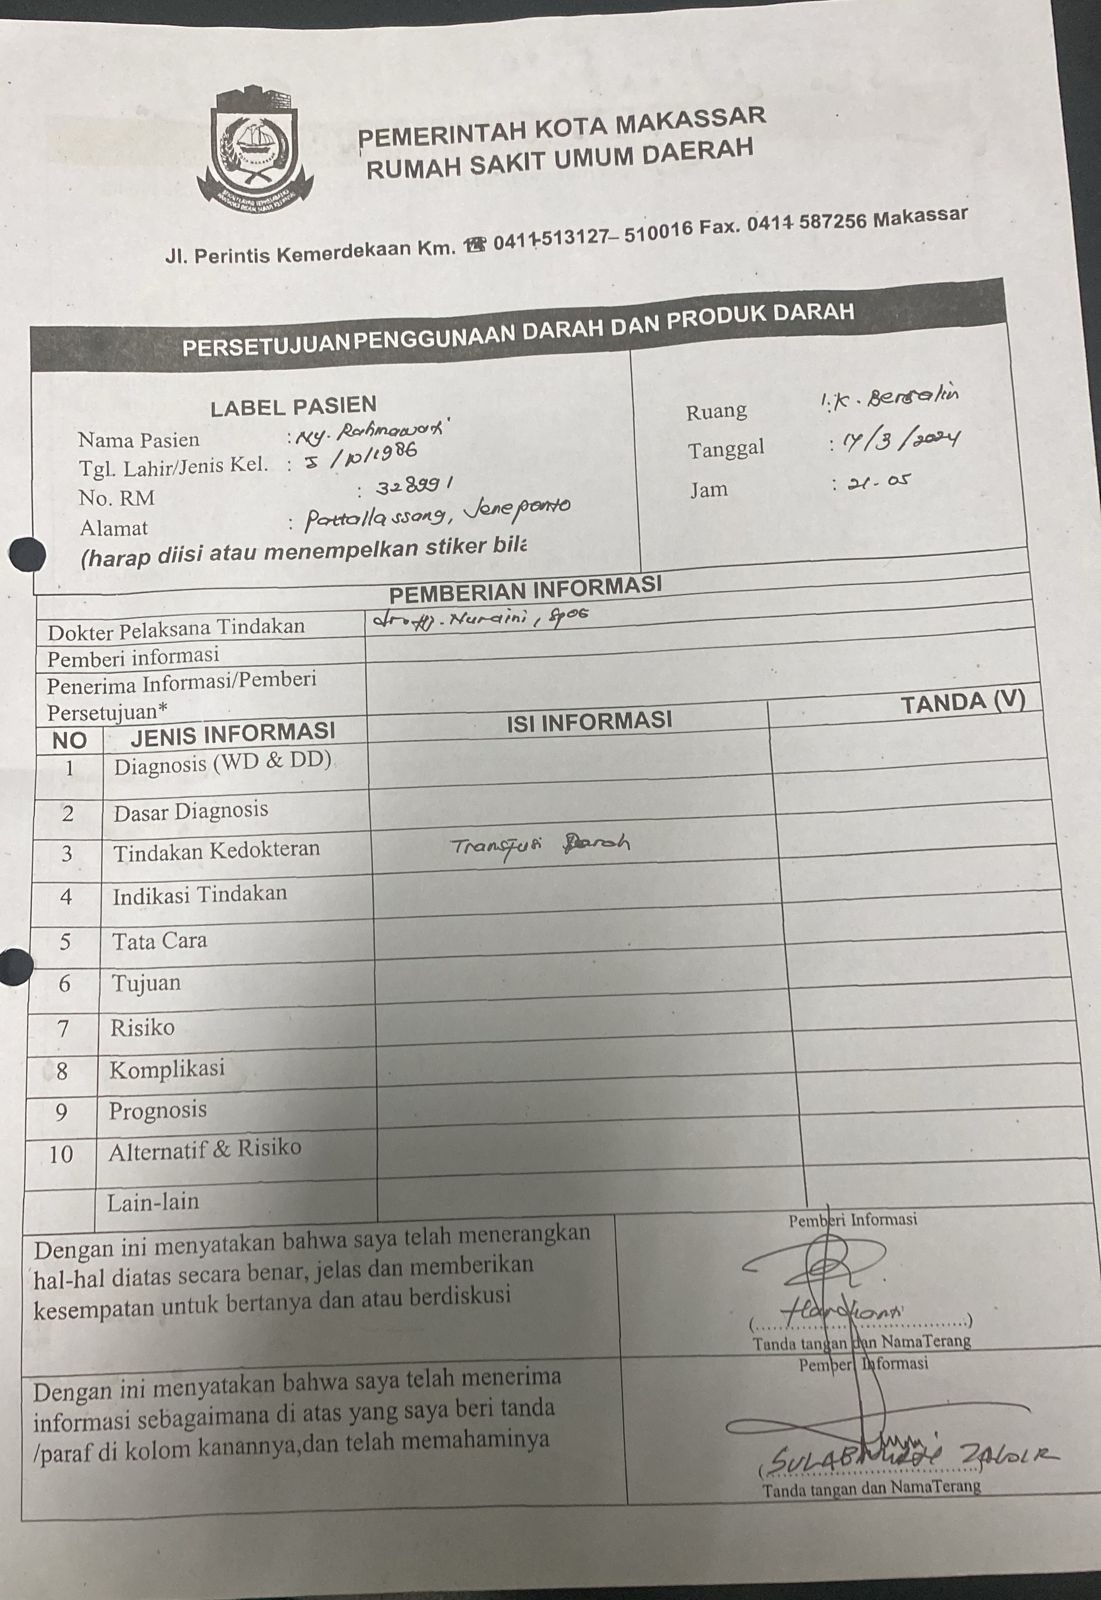 PEMERINTAH KOTA MAKASSAR
RUMAH SAKIT UMUM DAERAH
Jl. Perintis Kemerdekaan Km. ☎ 0411-513127– 510016 Fax. 0411- 587256 Makassar
PERSETUJUAN PENGGUNAAN DARAH DAN PRODUK DARAH
LABEL PASIEN
Nama Pasien : Ny. Rahmawati
Tgl. Lahir/Jenis Kel. : 5 /10/1986
No. RM : 328991
Alamat : Pattallassang, Jeneponto
(harap diisi atau menempelkan stiker bila
Ruang : I.K. Bersalin
Tanggal : 14/3/2024
Jam : 21.05
PEMBERIAN INFORMASI
Dokter Pelaksana Tindakan dr. Hj. Nuraini, SpOG
Pemberi informasi
Penerima Informasi/Pemberi
Persetujuan*
NO JENIS INFORMASI ISI INFORMASI TANDA (V)
1 Diagnosis (WD & DD)
2 Dasar Diagnosis
3 Tindakan Kedokteran Transfusi Darah
4 Indikasi Tindakan
5 Tata Cara
6 Tujuan
7 Risiko
8 Komplikasi
9 Prognosis
10 Alternatif & Risiko
Lain-lain
Dengan ini menyatakan bahwa saya telah menerangkan
hal-hal diatas secara benar, jelas dan memberikan
kesempatan untuk bertanya dan atau berdiskusi
Pemberi Informasi
(Hardianti)
Tanda tangan dan NamaTerang
Dengan ini menyatakan bahwa saya telah menerima
informasi sebagaimana di atas yang saya beri tanda
/paraf di kolom kanannya,dan telah memahaminya
Pemberi Informasi
Tanda tangan dan NamaTerang